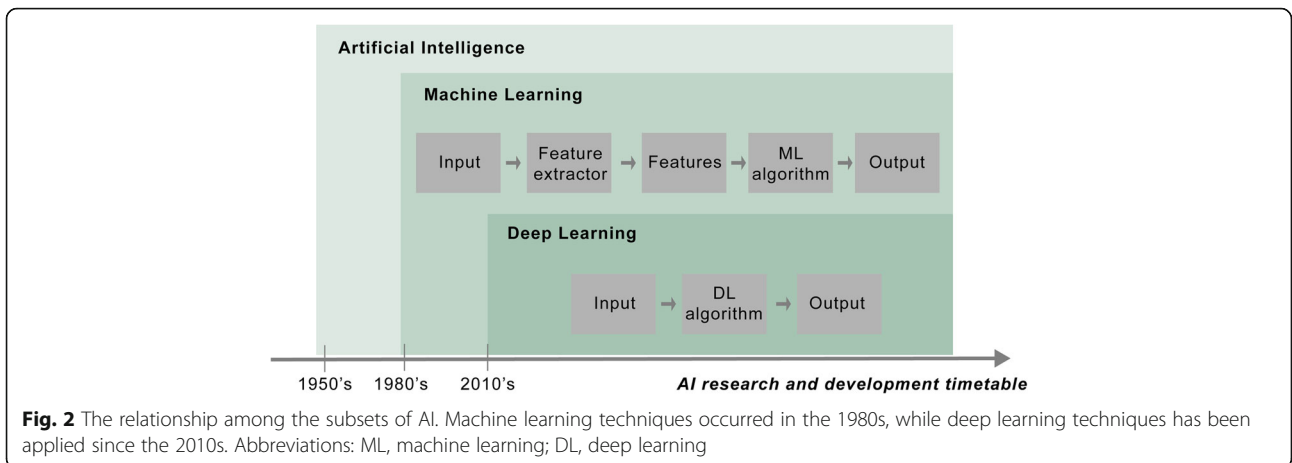 Artificial Intelligence
Machine Learning
Input
Feature
extractor
Features
ML
algorithm
Output
Deep Learning
Input
DL
algorithm
Output
1950's 1980's 2010's AI research and development timetable
Fig. 2 The relationship among the subsets of AI. Machine learning techniques occurred in the 1980s, while deep learning techniques has been
applied since the 2010s. Abbreviations: ML, machine learning; DL, deep learning